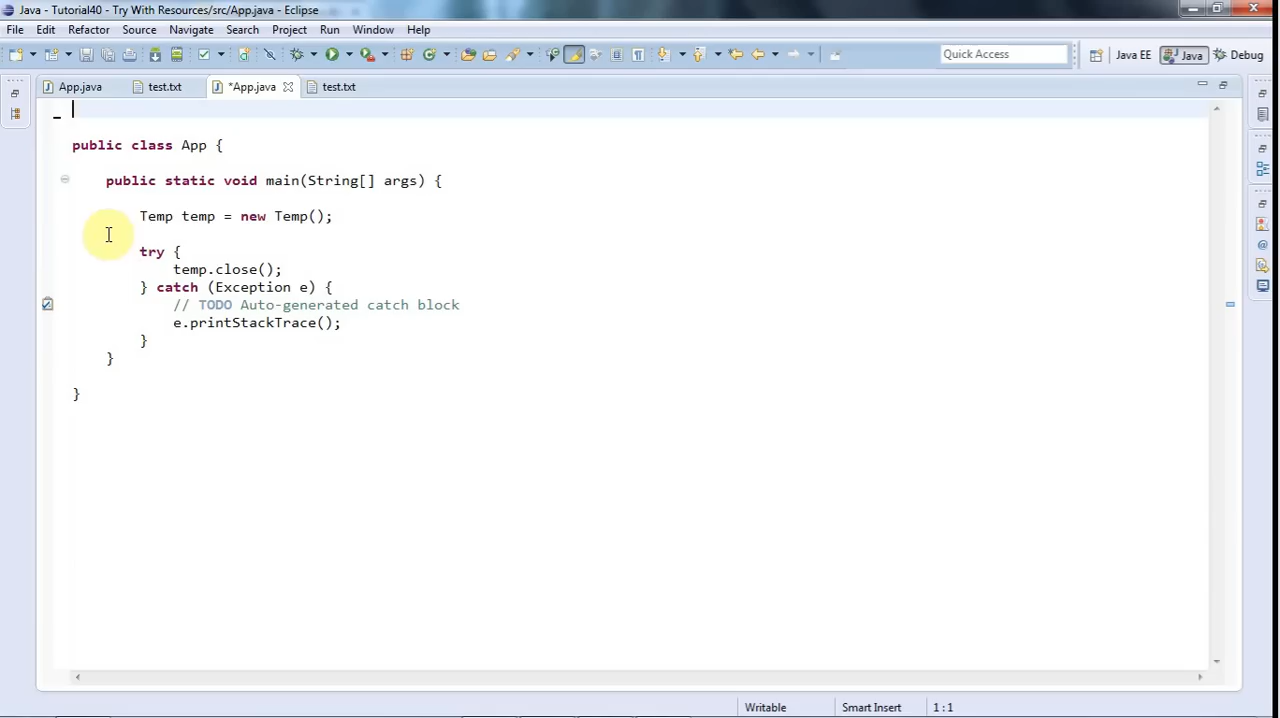 Java - Tutorial40 - Try With Resources/src/App.java - Eclipse
File Edit Refactor Source Navigate Search Project Run Window Help
Quick Access Java EE Java Debug
App.java test.txt *App.java test.txt
public class App {
public static void main(String[] args) {
Temp temp = new Temp();
try {
temp.close();
} catch (Exception e) {
// TODO Auto-generated catch block
e.printStackTrace();
}
}
}
Writable Smart Insert 1:1